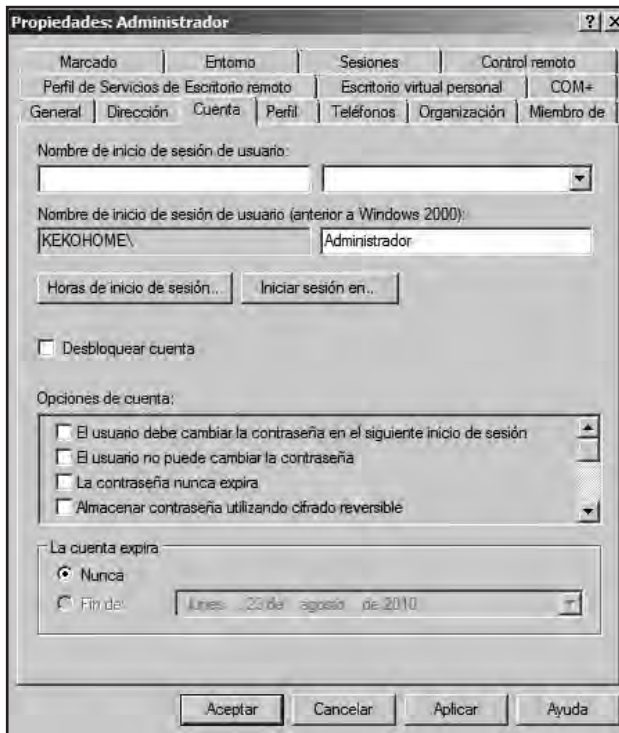 Propiedades: Administrador
Marcado Entorno Sesiones Control remoto
Perfil de Servicios de Escritorio remoto Escritorio virtual personal COM+
General Dirección Cuenta Perfil Teléfonos Organización Miembro de
Nombre de inicio de sesión de usuario:
Nombre de inicio de sesión de usuario (anterior a Windows 2000):
KEKOHOME\ Administrador
Horas de inicio de sesión... Iniciar sesión en...
Desbloquear cuenta
Opciones de cuenta:
El usuario debe cambiar la contraseña en el siguiente inicio de sesión
El usuario no puede cambiar la contraseña
La contraseña nunca expira
Almacenar contraseña utilizando cifrado reversible
La cuenta expira
Nunca
Fin de: lunes , 23 de agosto de 2010
Aceptar Cancelar Aplicar Ayuda